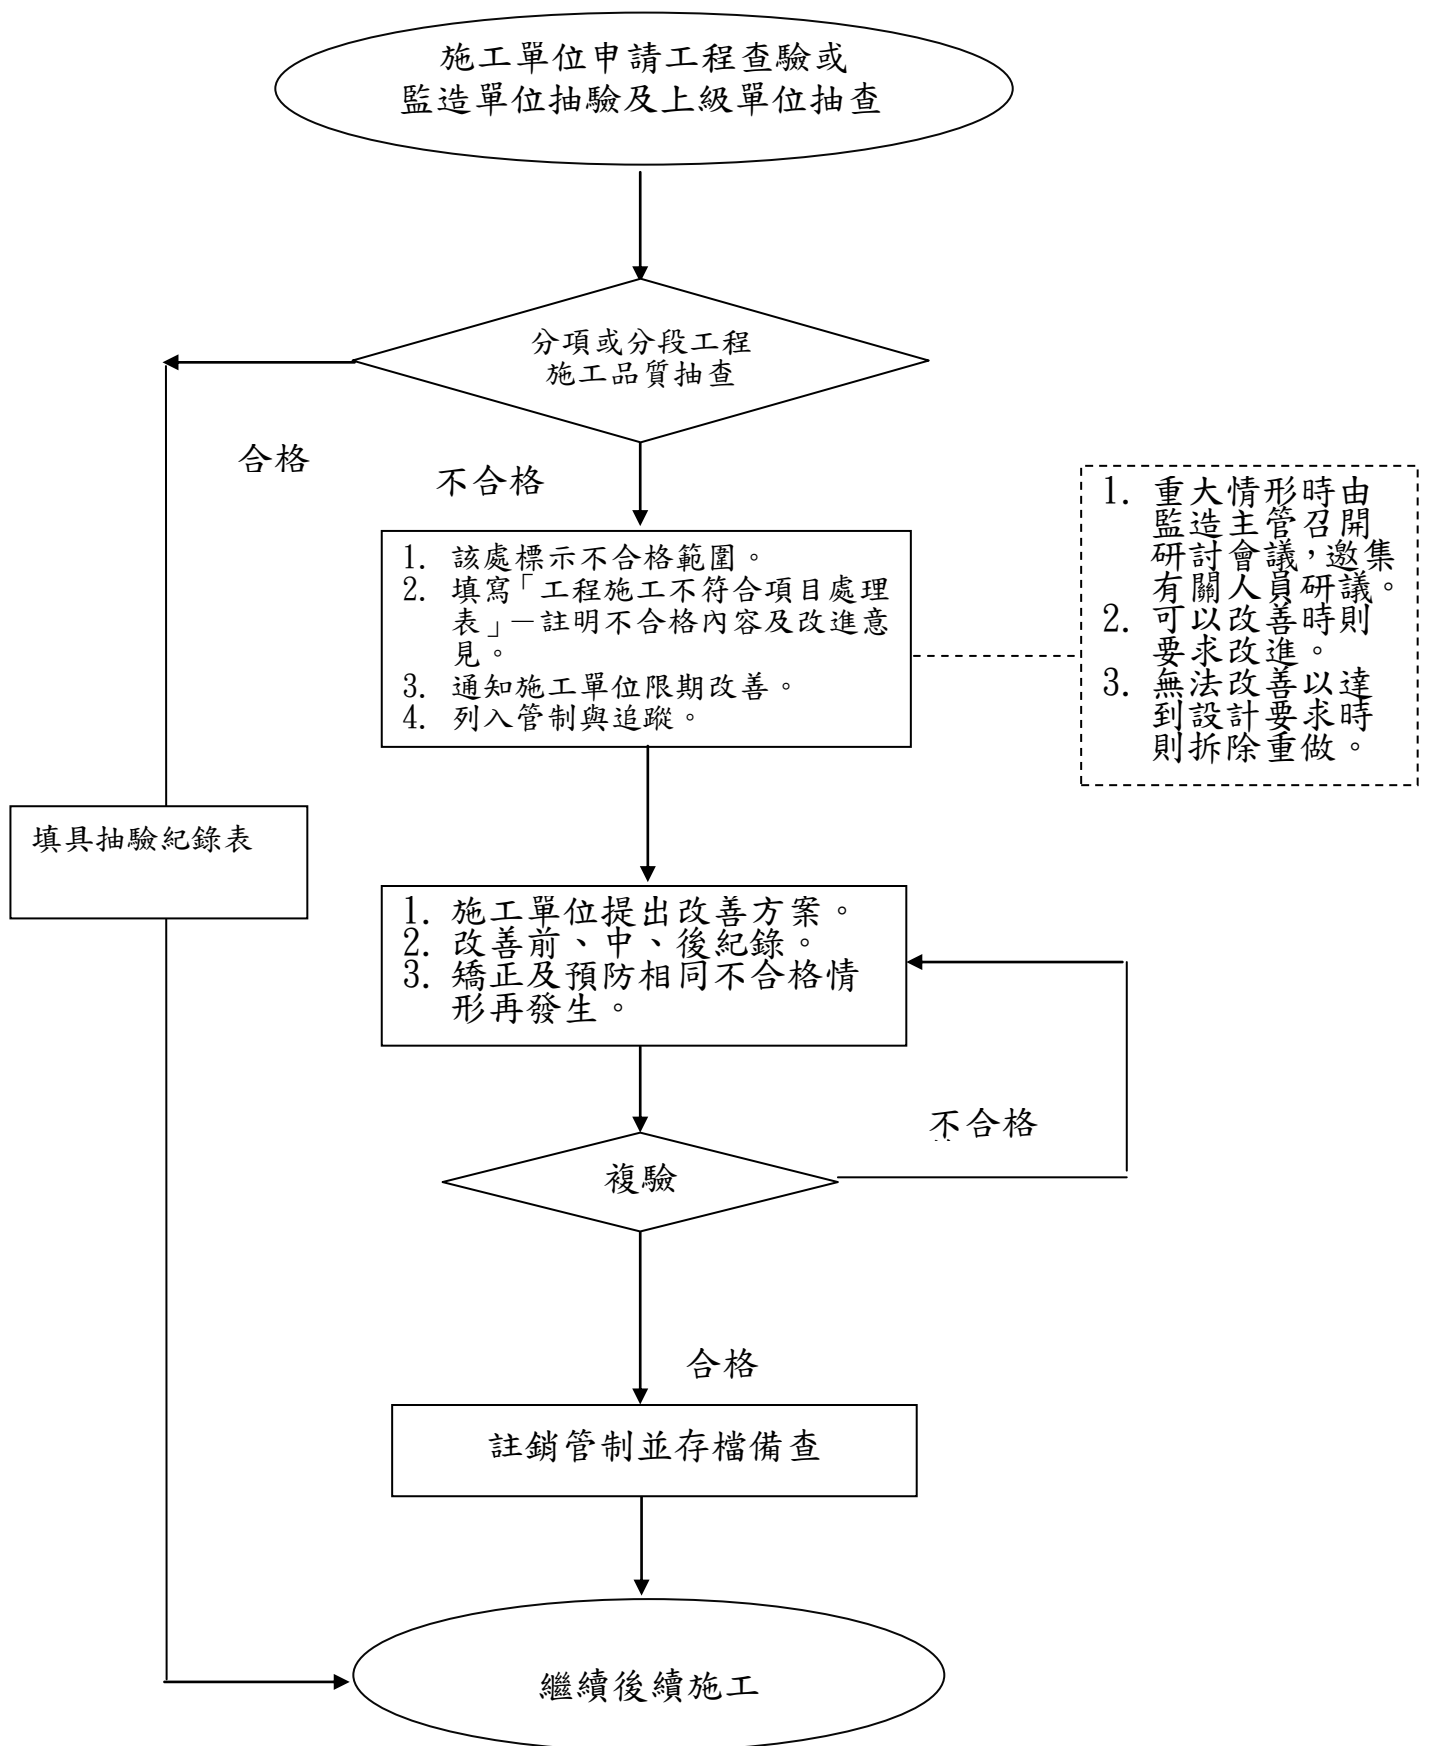 施工單位申請工程查驗或
監造單位抽驗及上級單位抽查
分項或分段工程
施工品質抽查
合格
不合格
1. 該處標示不合格範圍。
2. 填寫「工程施工不符合項目處理
表」－註明不合格內容及改進意
見。
3. 通知施工單位限期改善。
4. 列入管制與追蹤。
1. 重大情形時由
監造主管召開
研討會議，邀集
有關人員研議。
2. 可以改善時則
要求改進。
3. 無法改善以達
到設計要求時
則拆除重做。
填具抽驗紀錄表
1. 施工單位提出改善方案。
2. 改善前、中、後紀錄。
3. 矯正及預防相同不合格情
形再發生。
不合格
複驗
合格
註銷管制並存檔備查
繼續後續施工